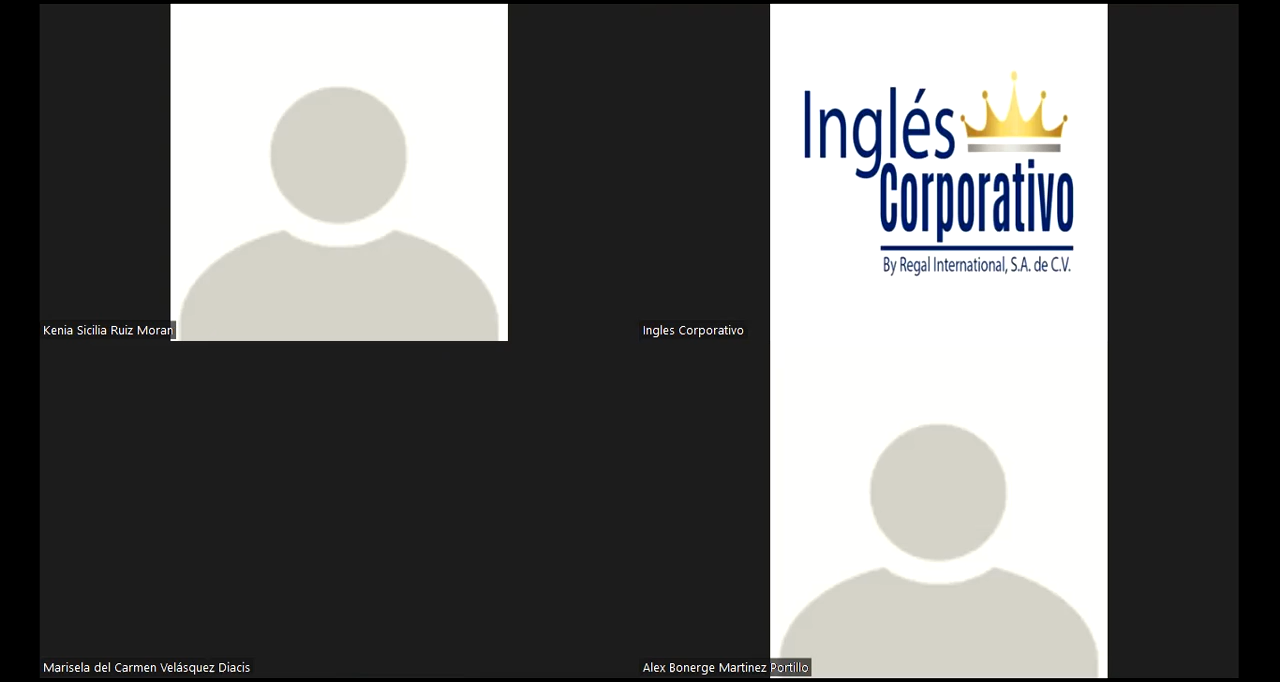 Inglés
Corporativo
By Regal International, S.A. de C.V.
Kenia Sicilia Ruiz Moran
Ingles Corporativo
Marisela del Carmen Velásquez Diacis
Alex Bonerge Martinez Portillo